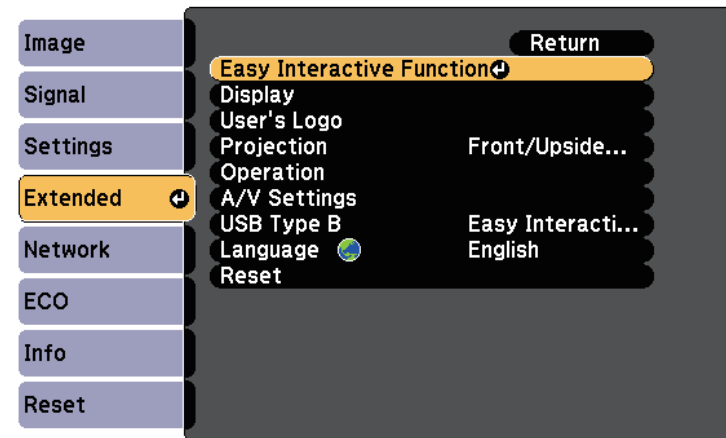 Image
Signal
Settings
Extended
Network
ECO
Info
Reset
Return
Easy Interactive Function
Display
User's Logo
Projection Front/Upside...
Operation
A/V Settings
USB Type B Easy Interacti...
Language English
Reset